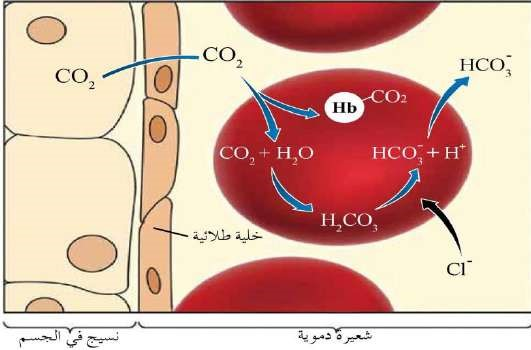 CO₂
CO₂
HCO₃⁻
Hb
CO₂
CO₂ + H₂O
HCO₃⁻ + H⁺
H₂CO₃
خلية طلائية
Cl⁻
شعيرة دموية
نسيج في الجسم